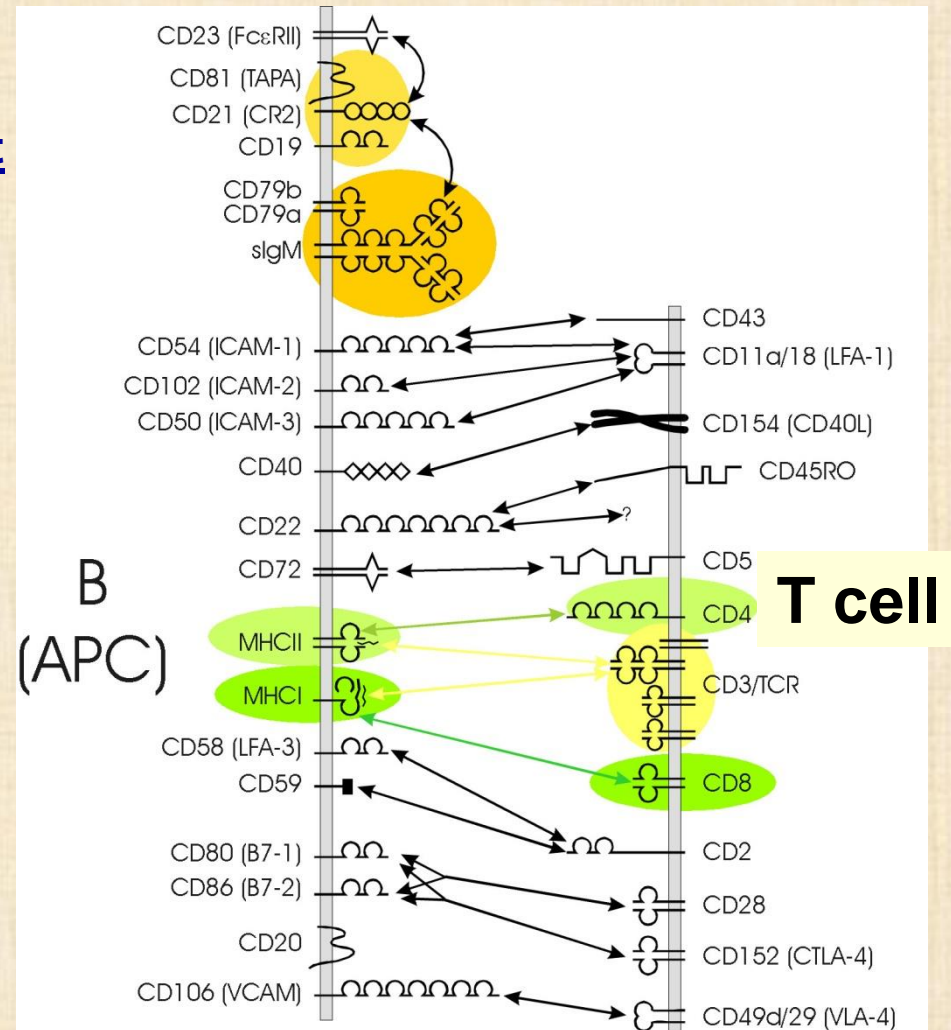 CD23 (FcεRII)
CD81 (TAPA)
CD21 (CR2)
CD19
CD79b
CD79a
sIgM
CD54 (ICAM-1)
CD102 (ICAM-2)
CD50 (ICAM-3)
CD40
CD22
CD72
B
(APC)
MHCII
MHCI
CD58 (LFA-3)
CD59
CD80 (B7-1)
CD86 (B7-2)
CD20
CD106 (VCAM)
CD43
CD11a/18 (LFA-1)
CD154 (CD40L)
CD45RO
?
CD5
T cell
CD4
CD3/TCR
CD8
CD2
CD28
CD152 (CTLA-4)
CD49d/29 (VLA-4)